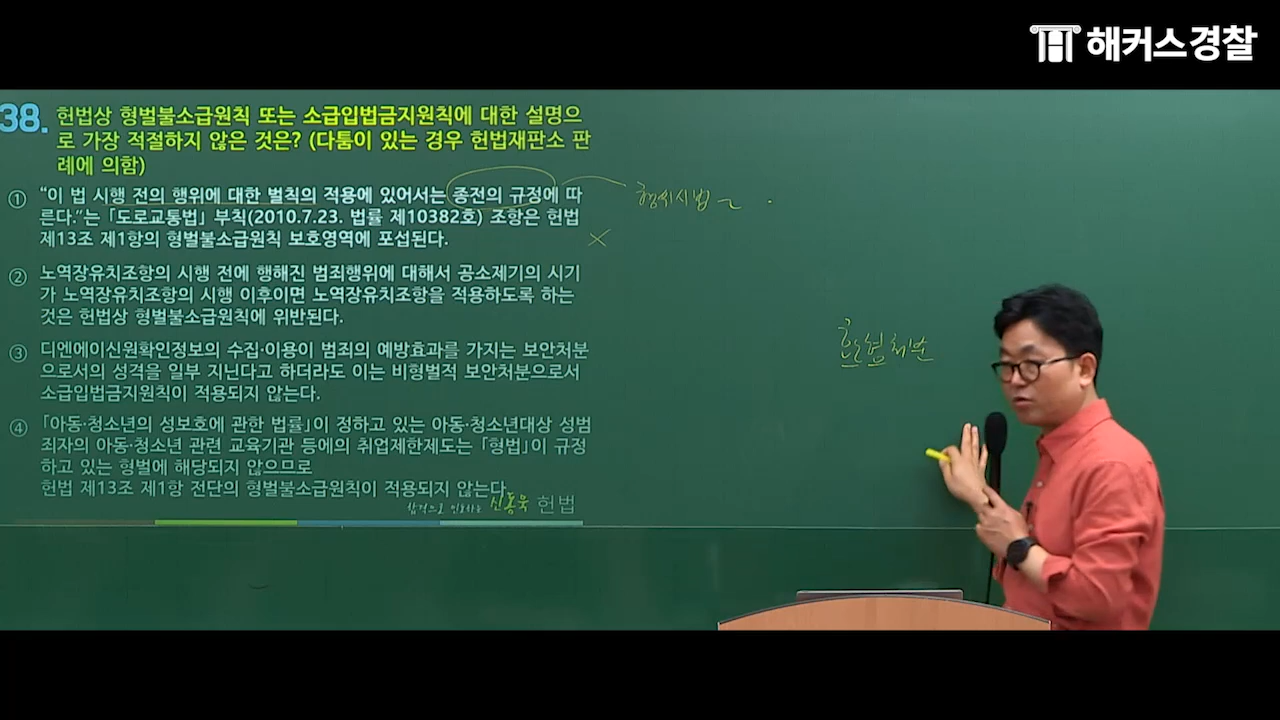 해커스경찰
38. 헌법상 형벌불소급원칙 또는 소급입법금지원칙에 대한 설명으
로 가장 적절하지 않은 것은? (다툼이 있는 경우 헌법재판소 판
례에 의함)
① “이 법 시행 전의 행위에 대한 벌칙의 적용에 있어서는 종전의 규정에 따
른다.”는 「도로교통법」 부칙(2010.7.23. 법률 제10382호) 조항은 헌법
제13조 제1항의 형벌불소급원칙 보호영역에 포섭된다.
행위시법
② 노역장유치조항의 시행 전에 행해진 범죄행위에 대해서 공소제기의 시기
가 노역장유치조항의 시행 이후이면 노역장유치조항을 적용하도록 하는
것은 헌법상 형벌불소급원칙에 위반된다.
③ 디엔에이신원확인정보의 수집·이용이 범죄의 예방효과를 가지는 보안처분
으로서의 성격을 일부 지닌다고 하더라도 이는 비형벌적 보안처분으로서
소급입법금지원칙이 적용되지 않는다.
④ 「아동·청소년의 성보호에 관한 법률」이 정하고 있는 아동·청소년대상 성범
죄자의 아동·청소년 관련 교육기관 등에의 취업제한제도는 「형법」이 규정
하고 있는 형벌에 해당되지 않으므로
헌법 제13조 제1항 전단의 형벌불소급원칙이 적용되지 않는다.
합격으로 인도하는 신동욱 헌법